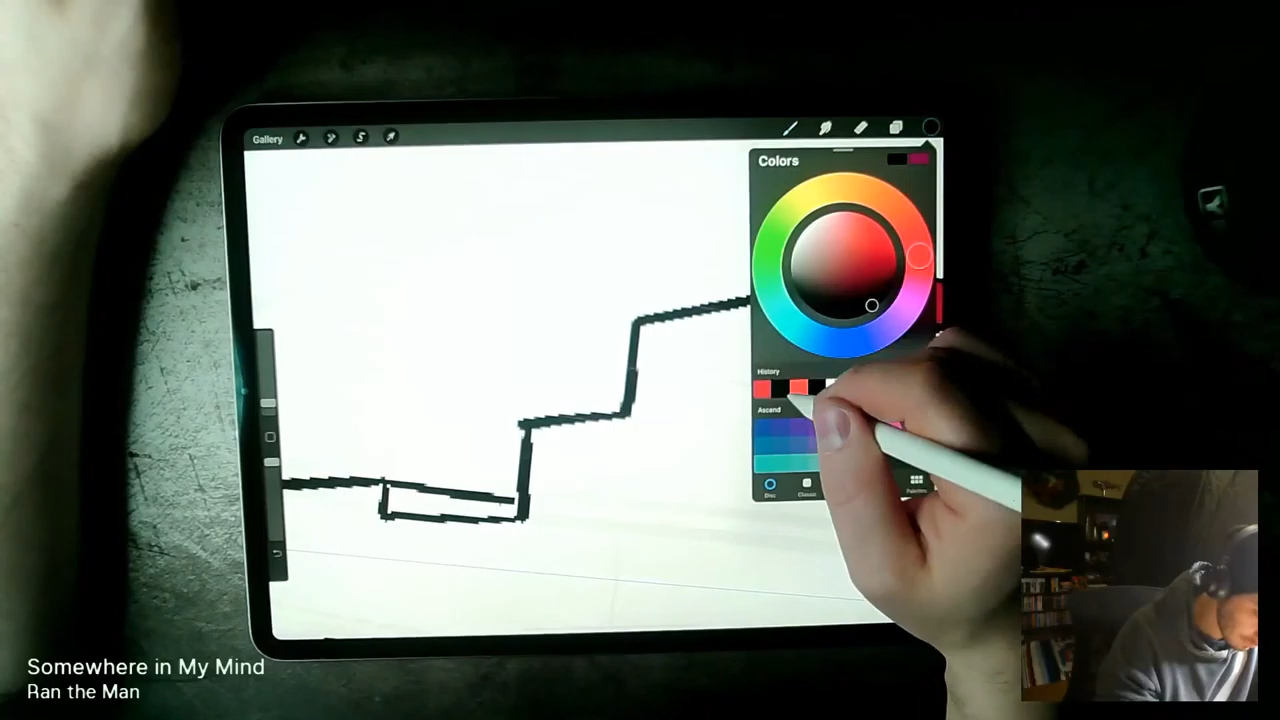 Gallery
Colors
History
Ascend
Disc
Classic
Palettes
Somewhere in My Mind
Ran the Man